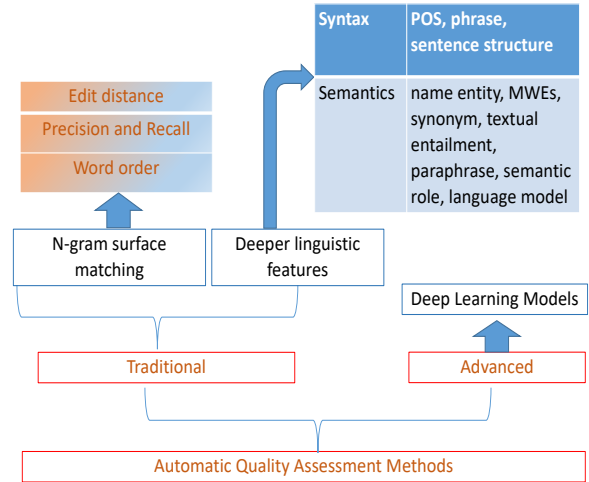 Syntax
POS, phrase,
sentence structure
Semantics
name entity, MWEs,
synonym, textual
entailment,
paraphrase, semantic
role, language model
Edit distance
Precision and Recall
Word order
N-gram surface
matching
Deeper linguistic
features
Deep Learning Models
Traditional
Advanced
Automatic Quality Assessment Methods